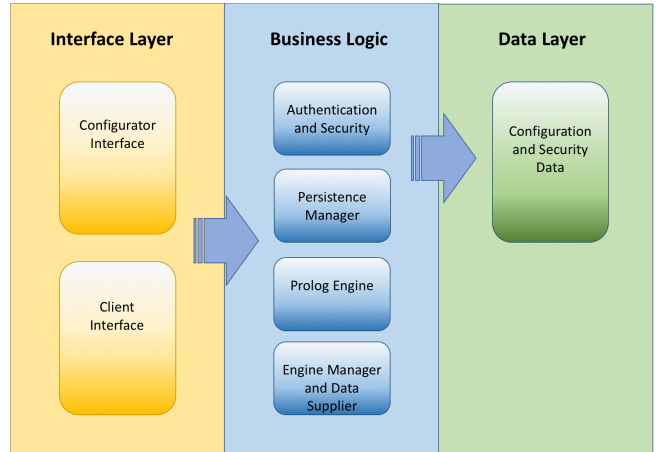 Interface Layer
Configurator
Interface
Client
Interface
Business Logic
Authentication
and Security
Persistence
Manager
Prolog Engine
Engine Manager
and Data
Supplier
Data Layer
Configuration
and Security
Data